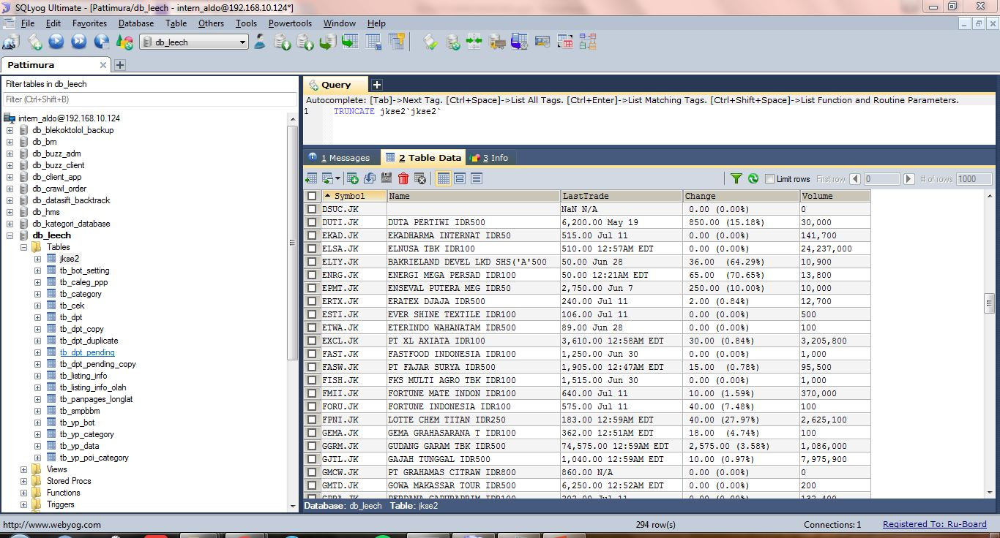 SQLyog Ultimate - [Pattimura/db_leech - intern_aldo@192.168.10.124*]
File Edit Favorites Database Table Others Tools Powertools Window Help
db_leech
Pattimura
Filter tables in db_leech
Filter (Ctrl+Shift+B)
intern_aldo@192.168.10.124
db_blekoktolol_backup
db_bm
db_buzz_adm
db_buzz_client
db_client_app
db_crawl_order
db_datasift_backtrack
db_hms
db_kategori_database
db_leech
Tables
jkse2
tb_bot_setting
tb_caleg_ppp
tb_category
tb_cek
tb_dpt
tb_dpt_copy
tb_dpt_duplicate
tb_dpt_pending
tb_dpt_pending_copy
tb_listing_info
tb_listing_info_olah
tb_panpages_longlat
tb_smpbbm
tb_yp_bot
tb_yp_category
tb_yp_data
tb_yp_poi_category
Views
Stored Procs
Functions
Triggers
Query
Autocomplete: [Tab]->Next Tag. [Ctrl+Space]->List All Tags. [Ctrl+Enter]->List Matching Tags. [Ctrl+Shift+Space]->List Function and Routine Parameters.
1 TRUNCATE jkse2`jkse2`
1 Messages 2 Table Data 3 Info
Limit rows First row 0 # of rows 1000
Symbol Name LastTrade Change Volume
DSUC.JK NaN N/A 0.00 (0.00%) 0
DUTI.JK DUTA PERTIWI IDR500 6,200.00 May 19 850.00 (15.18%) 30,000
EKAD.JK EKADHARMA INTERNAT IDR50 515.00 Jul 11 0.00 (0.00%) 141,700
ELSA.JK ELNUSA TBK IDR100 510.00 12:57AM EDT 0.00 (0.00%) 24,237,000
ELTY.JK BAKRIELAND DEVEL LKD SHS('A'500 50.00 Jun 28 36.00 (64.29%) 10,900
ENRG.JK ENERGI MEGA PERSAD IDR100 50.00 12:21AM EDT 65.00 (70.65%) 13,800
EPMT.JK ENSEVAL PUTERA MEG IDR50 2,750.00 Jun 7 250.00 (10.00%) 10,000
ERTX.JK ERATEX DJAJA IDR500 240.00 Jul 11 2.00 (0.84%) 12,700
ESTI.JK EVER SHINE TEXTILE IDR100 106.00 Jul 11 0.00 (0.00%) 500
ETWA.JK ETERINDO WAHANATAM IDR500 89.00 Jun 28 0.00 (0.00%) 100
EXCL.JK PT XL AXIATA IDR100 3,610.00 12:58AM EDT 30.00 (0.84%) 3,205,800
FAST.JK FASTFOOD INDONESIA IDR100 1,250.00 Jun 30 0.00 (0.00%) 1,000
FASW.JK PT FAJAR SURYA IDR500 1,905.00 12:47AM EDT 15.00 (0.78%) 95,500
FISH.JK FKS MULTI AGRO TBK IDR100 1,515.00 Jun 30 0.00 (0.00%) 1,000
FMII.JK FORTUNE MATE INDON IDR100 640.00 Jul 11 10.00 (1.59%) 370,000
FORU.JK FORTUNE INDONESIA IDR100 575.00 Jul 11 40.00 (7.48%) 100
FPNI.JK LOTTE CHEM TITAN IDR250 183.00 12:59AM EDT 40.00 (27.97%) 2,625,100
GEMA.JK GEMA GRAHASARANA T IDR100 362.00 12:51AM EDT 18.00 (4.74%) 100
GGRM.JK GUDANG GARAM TBK IDR500 74,575.00 12:59AM EDT 2,575.00 (3.58%) 1,086,000
GJTL.JK GAJAH TUNGGAL IDR500 1,040.00 12:59AM EDT 10.00 (0.97%) 7,975,900
GMCW.JK PT GRAHAMAS CITRAW IDR800 860.00 N/A 0.00 (0.00%) 0
GMTD.JK GOWA MAKASSAR TOUR IDR500 6,250.00 12:52AM EDT 0.00 (0.00%) 200
Database: db_leech Table: jkse2
http://www.webyog.com 294 row(s) Connections: 1 Registered To: Ru-Board